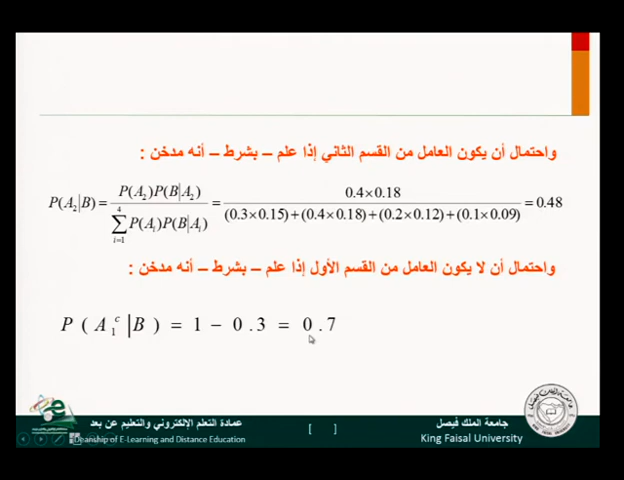 واحتمال أن يكون العامل من القسم الثاني إذا علم – بشرط – أنه مدخن :
P(A₂|B) = P(A₂)P(B|A₂) / ∑ᵢ₌₁⁴ P(Aᵢ)P(B|Aᵢ) = 0.4×0.18 / (0.3×0.15)+(0.4×0.18)+(0.2×0.12)+(0.1×0.09) = 0.48
واحتمال أن لا يكون العامل من القسم الأول إذا علم – بشرط – أنه مدخن :
P ( A₁ᶜ | B ) = 1 − 0.3 = 0.7
جامعة الملك فيصل
King Faisal University
[ ]
عمادة التعلم الإلكتروني والتعليم عن بعد
Deanship of E-Learning and Distance Education